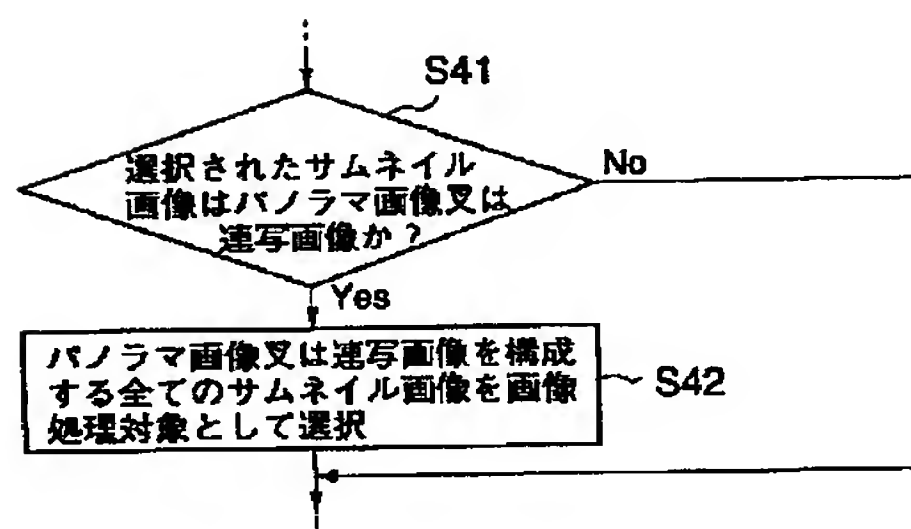 S41
選択されたサムネイル
画像はパノラマ画像叉は
連写画像か？
No
Yes
パノラマ画像叉は連写画像を構成
する全てのサムネイル画像を画像
処理対象として選択
S42